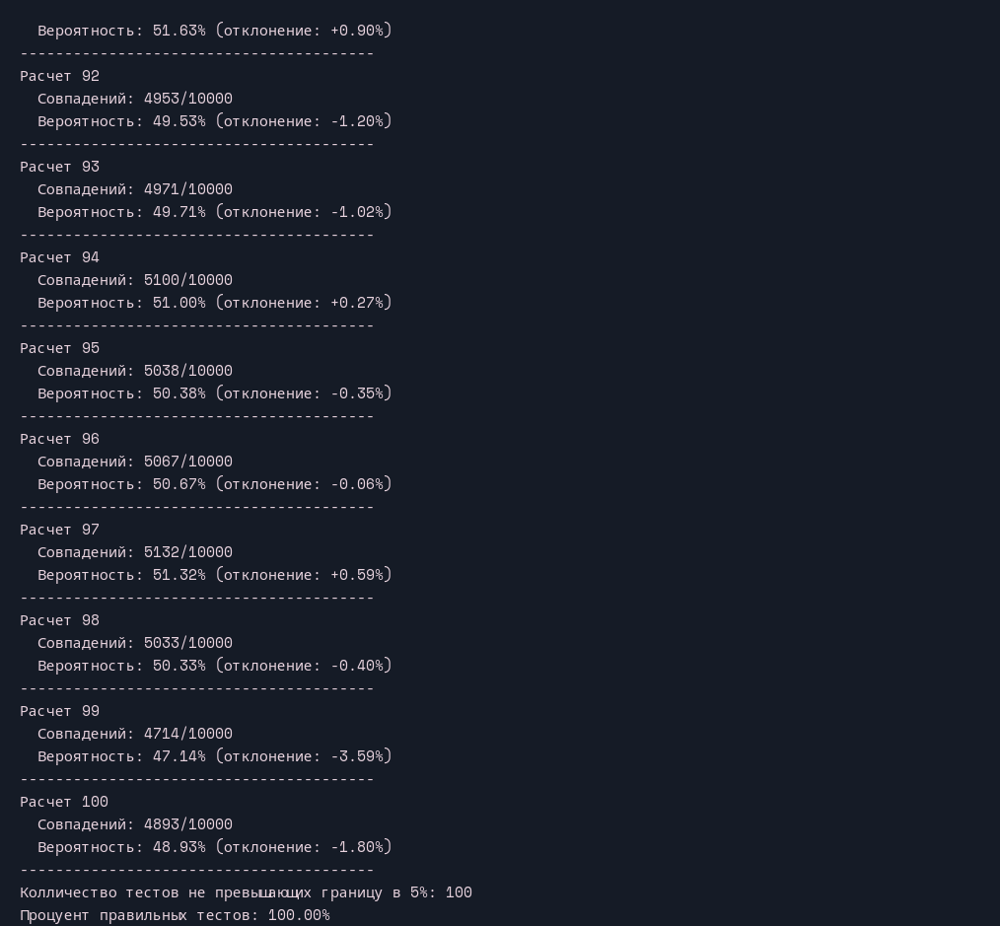 Вероятность: 51.63% (отклонение: +0.90%)
----------------------------------------
Расчет 92
Совпадений: 4953/10000
Вероятность: 49.53% (отклонение: -1.20%)
----------------------------------------
Расчет 93
Совпадений: 4971/10000
Вероятность: 49.71% (отклонение: -1.02%)
----------------------------------------
Расчет 94
Совпадений: 5100/10000
Вероятность: 51.00% (отклонение: +0.27%)
----------------------------------------
Расчет 95
Совпадений: 5038/10000
Вероятность: 50.38% (отклонение: -0.35%)
----------------------------------------
Расчет 96
Совпадений: 5067/10000
Вероятность: 50.67% (отклонение: -0.06%)
----------------------------------------
Расчет 97
Совпадений: 5132/10000
Вероятность: 51.32% (отклонение: +0.59%)
----------------------------------------
Расчет 98
Совпадений: 5033/10000
Вероятность: 50.33% (отклонение: -0.40%)
----------------------------------------
Расчет 99
Совпадений: 4714/10000
Вероятность: 47.14% (отклонение: -3.59%)
----------------------------------------
Расчет 100
Совпадений: 4893/10000
Вероятность: 48.93% (отклонение: -1.80%)
----------------------------------------
Колличество тестов не превышающих границу в 5%: 100
Процуент правильных тестов: 100.00%